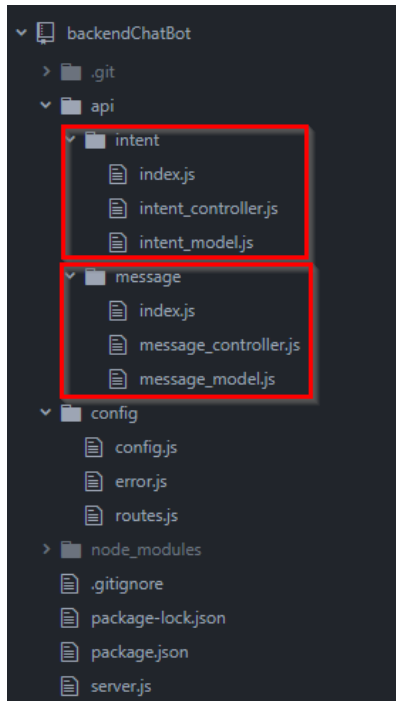 backendChatBot
.git
api
intent
index.js
intent_controller.js
intent_model.js
message
index.js
message_controller.js
message_model.js
config
config.js
error.js
routes.js
node_modules
.gitignore
package-lock.json
package.json
server.js